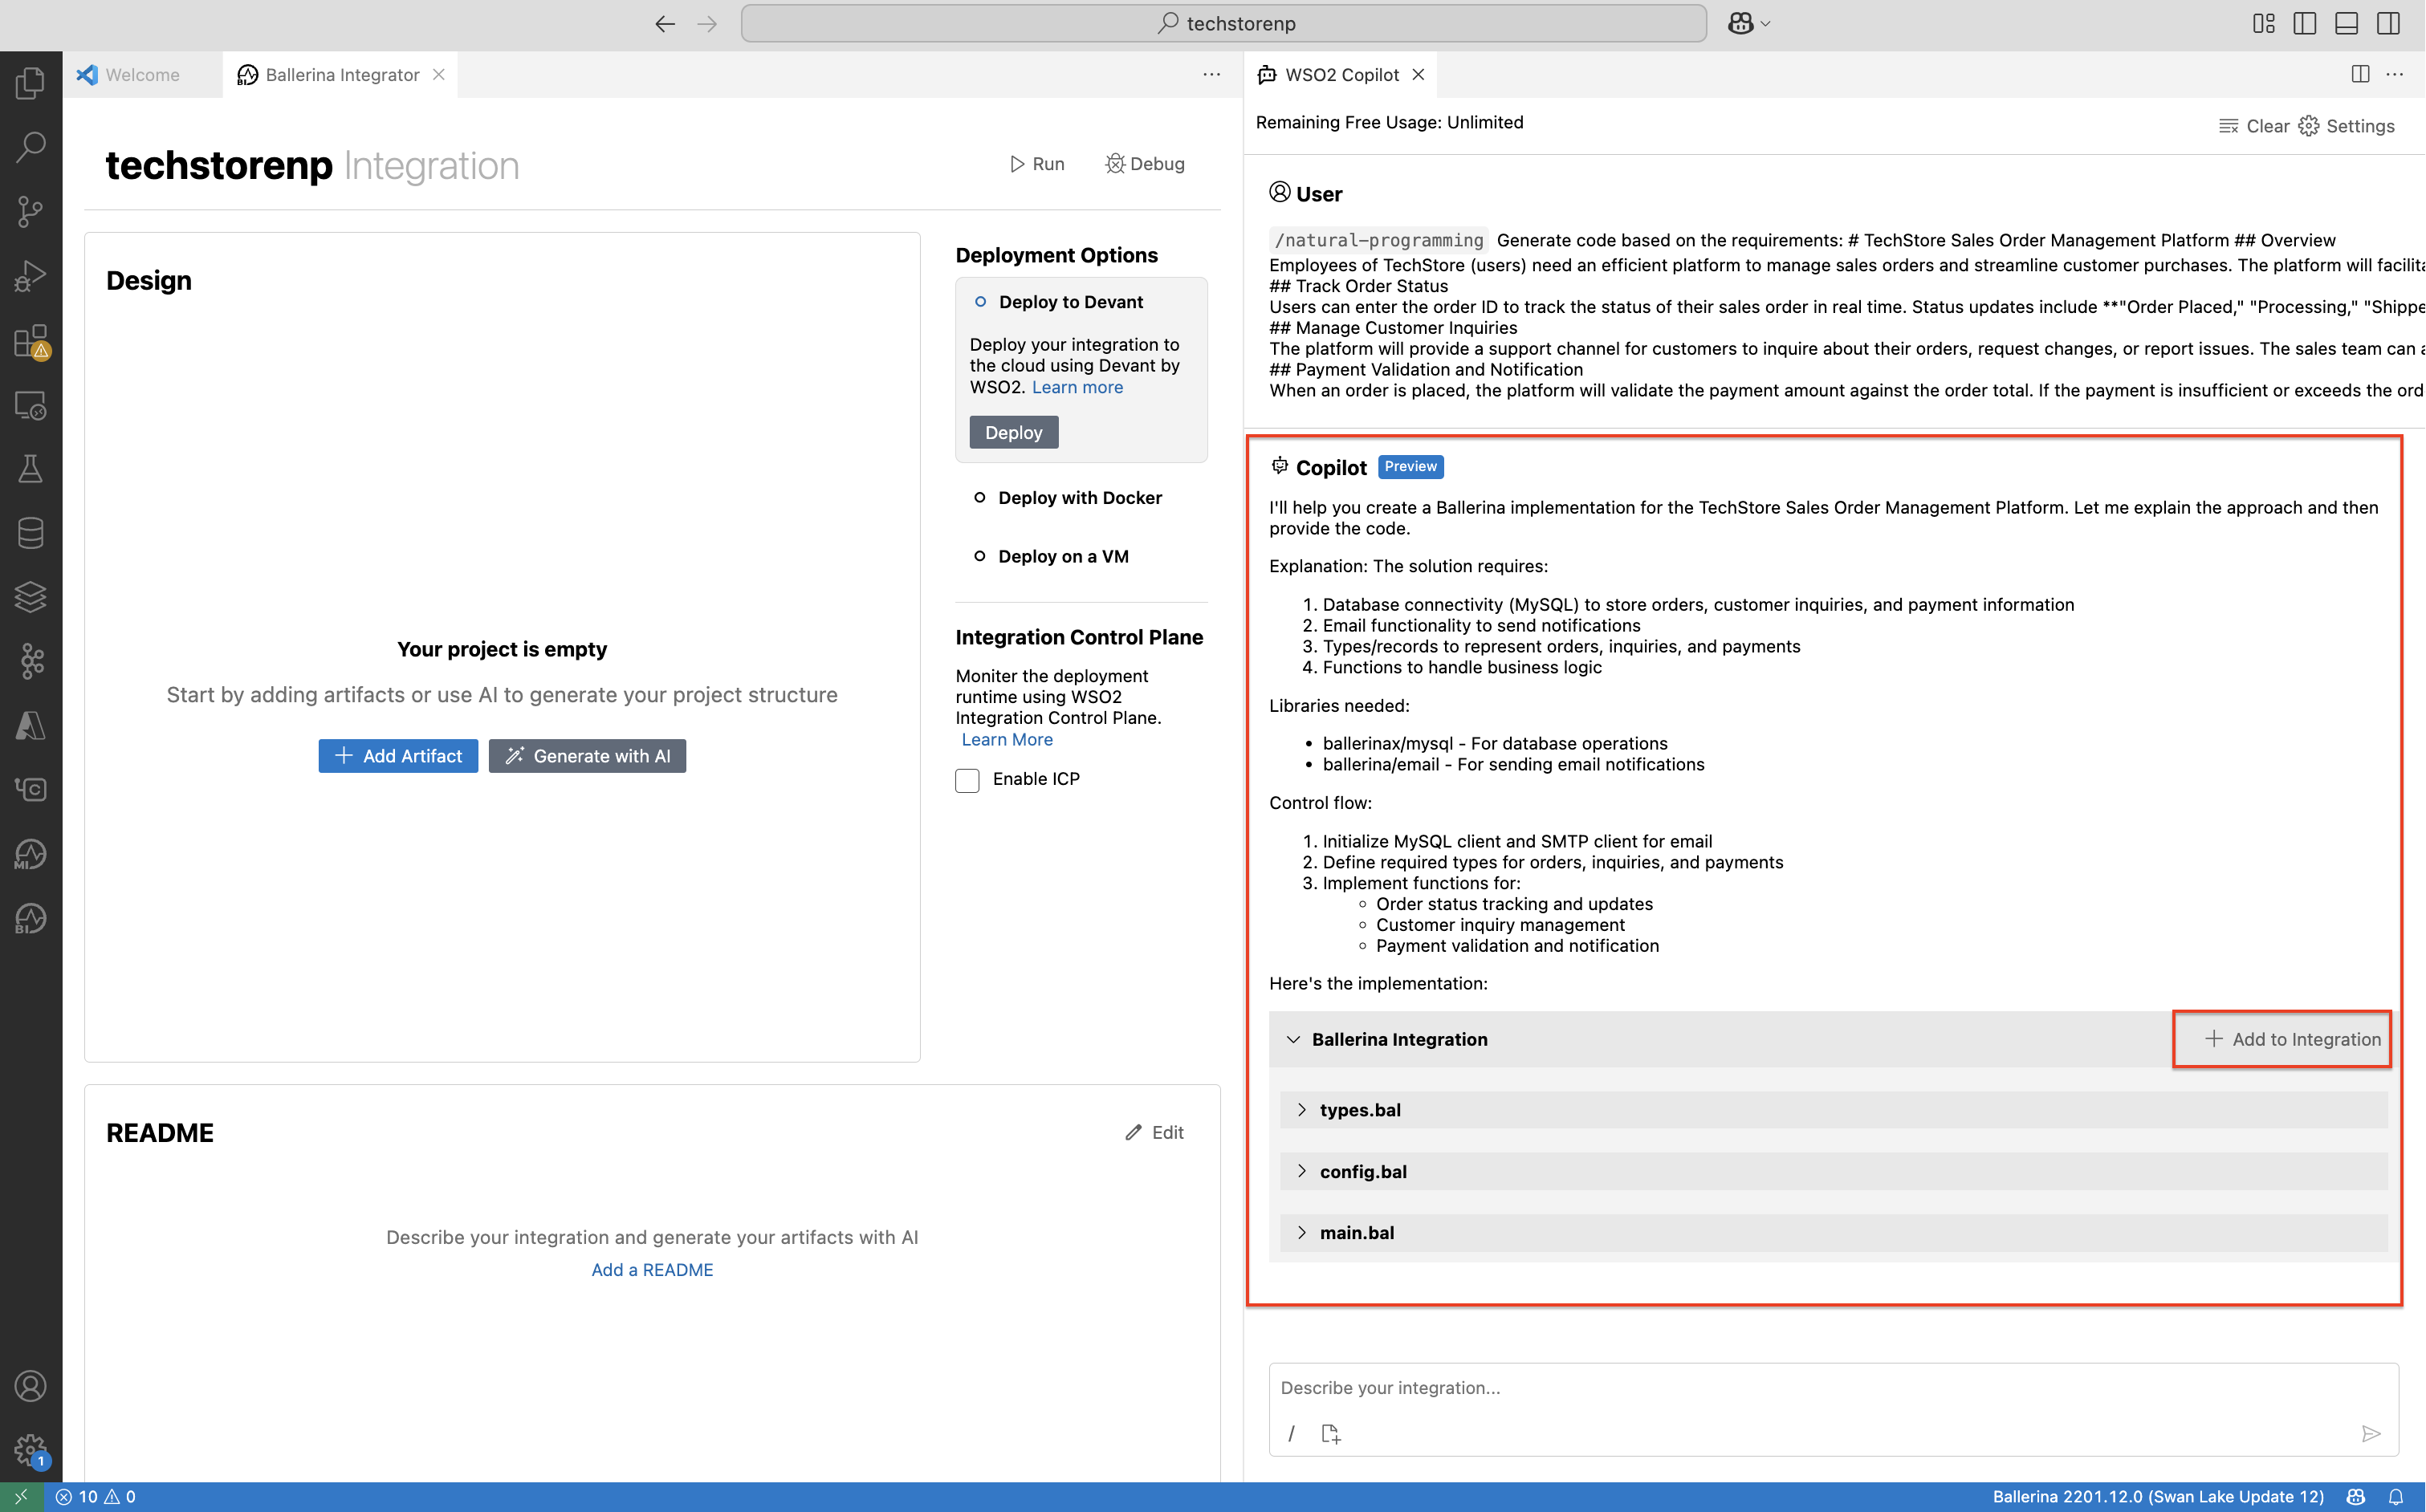 techstorenp
Welcome
Ballerina Integrator
WSO2 Copilot
techstorenp Integration
Run
Debug
Design
Your project is empty
Start by adding artifacts or use AI to generate your project structure
Add Artifact
Generate with AI
Deployment Options
Deploy to Devant
Deploy your integration to
the cloud using Devant by
WSO2. Learn more
Deploy
Deploy with Docker
Deploy on a VM
Integration Control Plane
Moniter the deployment
runtime using WSO2
Integration Control Plane.
Learn More
Enable ICP
README
Edit
Describe your integration and generate your artifacts with AI
Add a README
Remaining Free Usage: Unlimited
Clear
Settings
User
/natural-programming Generate code based on the requirements: # TechStore Sales Order Management Platform ## Overview
Employees of TechStore (users) need an efficient platform to manage sales orders and streamline customer purchases. The platform will facilita
## Track Order Status
Users can enter the order ID to track the status of their sales order in real time. Status updates include **"Order Placed," "Processing," "Shippe
## Manage Customer Inquiries
The platform will provide a support channel for customers to inquire about their orders, request changes, or report issues. The sales team can a
## Payment Validation and Notification
When an order is placed, the platform will validate the payment amount against the order total. If the payment is insufficient or exceeds the ord
Copilot Preview
I'll help you create a Ballerina implementation for the TechStore Sales Order Management Platform. Let me explain the approach and then
provide the code.
Explanation: The solution requires:
1. Database connectivity (MySQL) to store orders, customer inquiries, and payment information
2. Email functionality to send notifications
3. Types/records to represent orders, inquiries, and payments
4. Functions to handle business logic
Libraries needed:
• ballerinax/mysql - For database operations
• ballerina/email - For sending email notifications
Control flow:
1. Initialize MySQL client and SMTP client for email
2. Define required types for orders, inquiries, and payments
3. Implement functions for:
◦ Order status tracking and updates
◦ Customer inquiry management
◦ Payment validation and notification
Here's the implementation:
Ballerina Integration
Add to Integration
types.bal
config.bal
main.bal
Describe your integration...
/
MI
BI
1
10 0
Ballerina 2201.12.0 (Swan Lake Update 12)